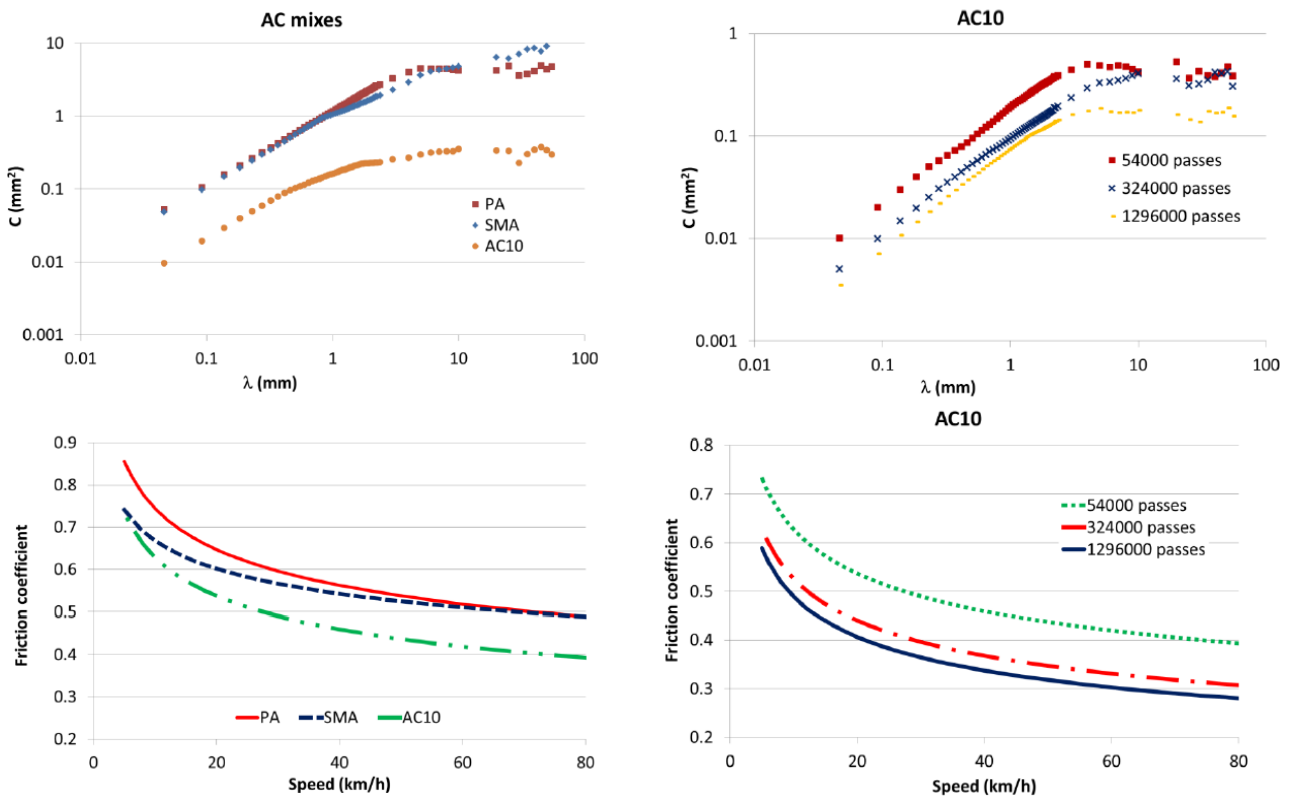 AC mixes
10
1
0.1
0.01
0.001
C (mm²)
PA
SMA
AC10
0.01 0.1 1 10 100
λ (mm)
AC10
1
0.1
0.01
0.001
C (mm²)
54000 passes
324000 passes
1296000 passes
0.01 0.1 1 10 100
λ (mm)
0.9
0.8
0.7
0.6
0.5
0.4
0.3
0.2
Friction coefficient
PA SMA AC10
0 20 40 60 80
Speed (km/h)
AC10
0.8
0.7
0.6
0.5
0.4
0.3
0.2
Friction coefficient
54000 passes
324000 passes
1296000 passes
0 20 40 60 80
Speed (km/h)